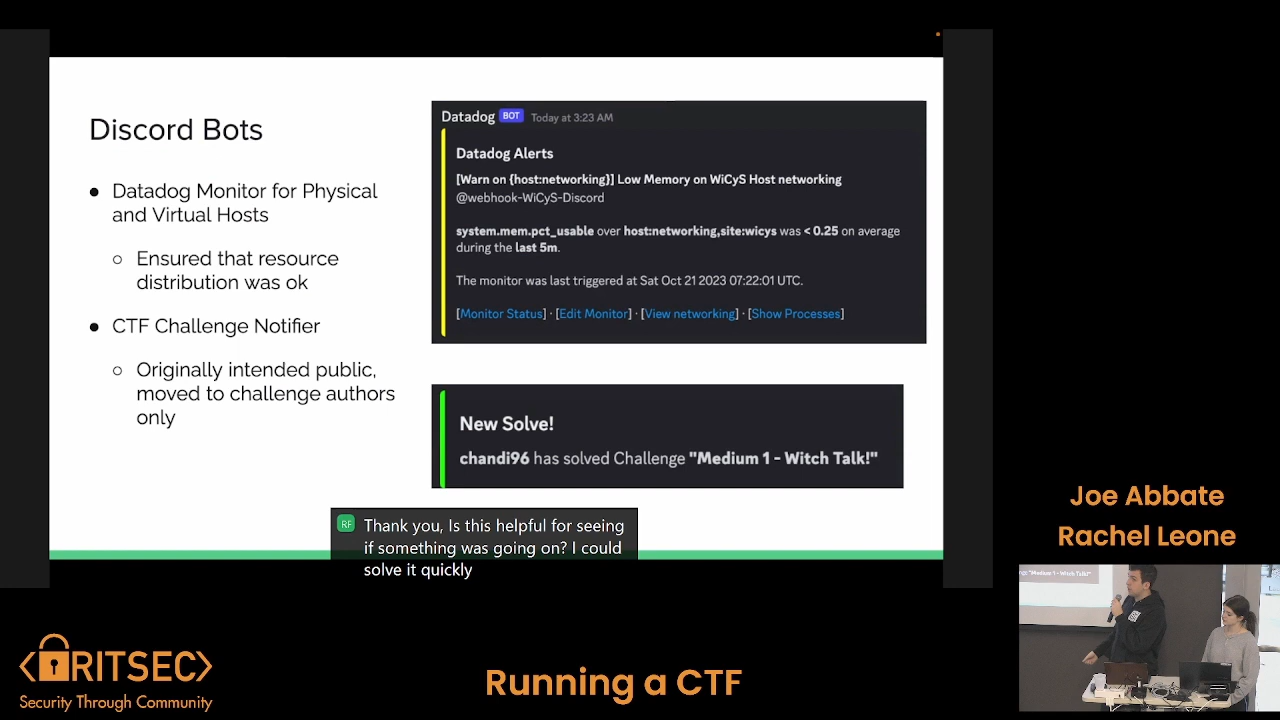 Discord Bots
● Datadog Monitor for Physical
and Virtual Hosts
○ Ensured that resource
distribution was ok
● CTF Challenge Notifier
○ Originally intended public,
moved to challenge authors
only
Datadog BOT Today at 3:23 AM
Datadog Alerts
[Warn on {host:networking}] Low Memory on WiCyS Host networking
@webhook-WiCyS-Discord
system.mem.pct_usable over host:networking,site:wicys was < 0.25 on average
during the last 5m.
The monitor was last triggered at Sat Oct 21 2023 07:22:01 UTC.
[Monitor Status] · [Edit Monitor] · [View networking] · [Show Processes]
New Solve!
chandi96 has solved Challenge "Medium 1 - Witch Talk!"
RF Thank you, Is this helpful for seeing
if something was going on? I could
solve it quickly
Joe Abbate
Rachel Leone
"Medium 1 - Witch Talk!"
<RITSEC>
Security Through Community
Running a CTF